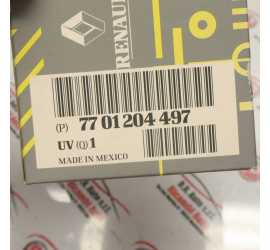 RENAULT
(P) 77 01 204 497
UV (Q) 1
MADE IN MEXICO